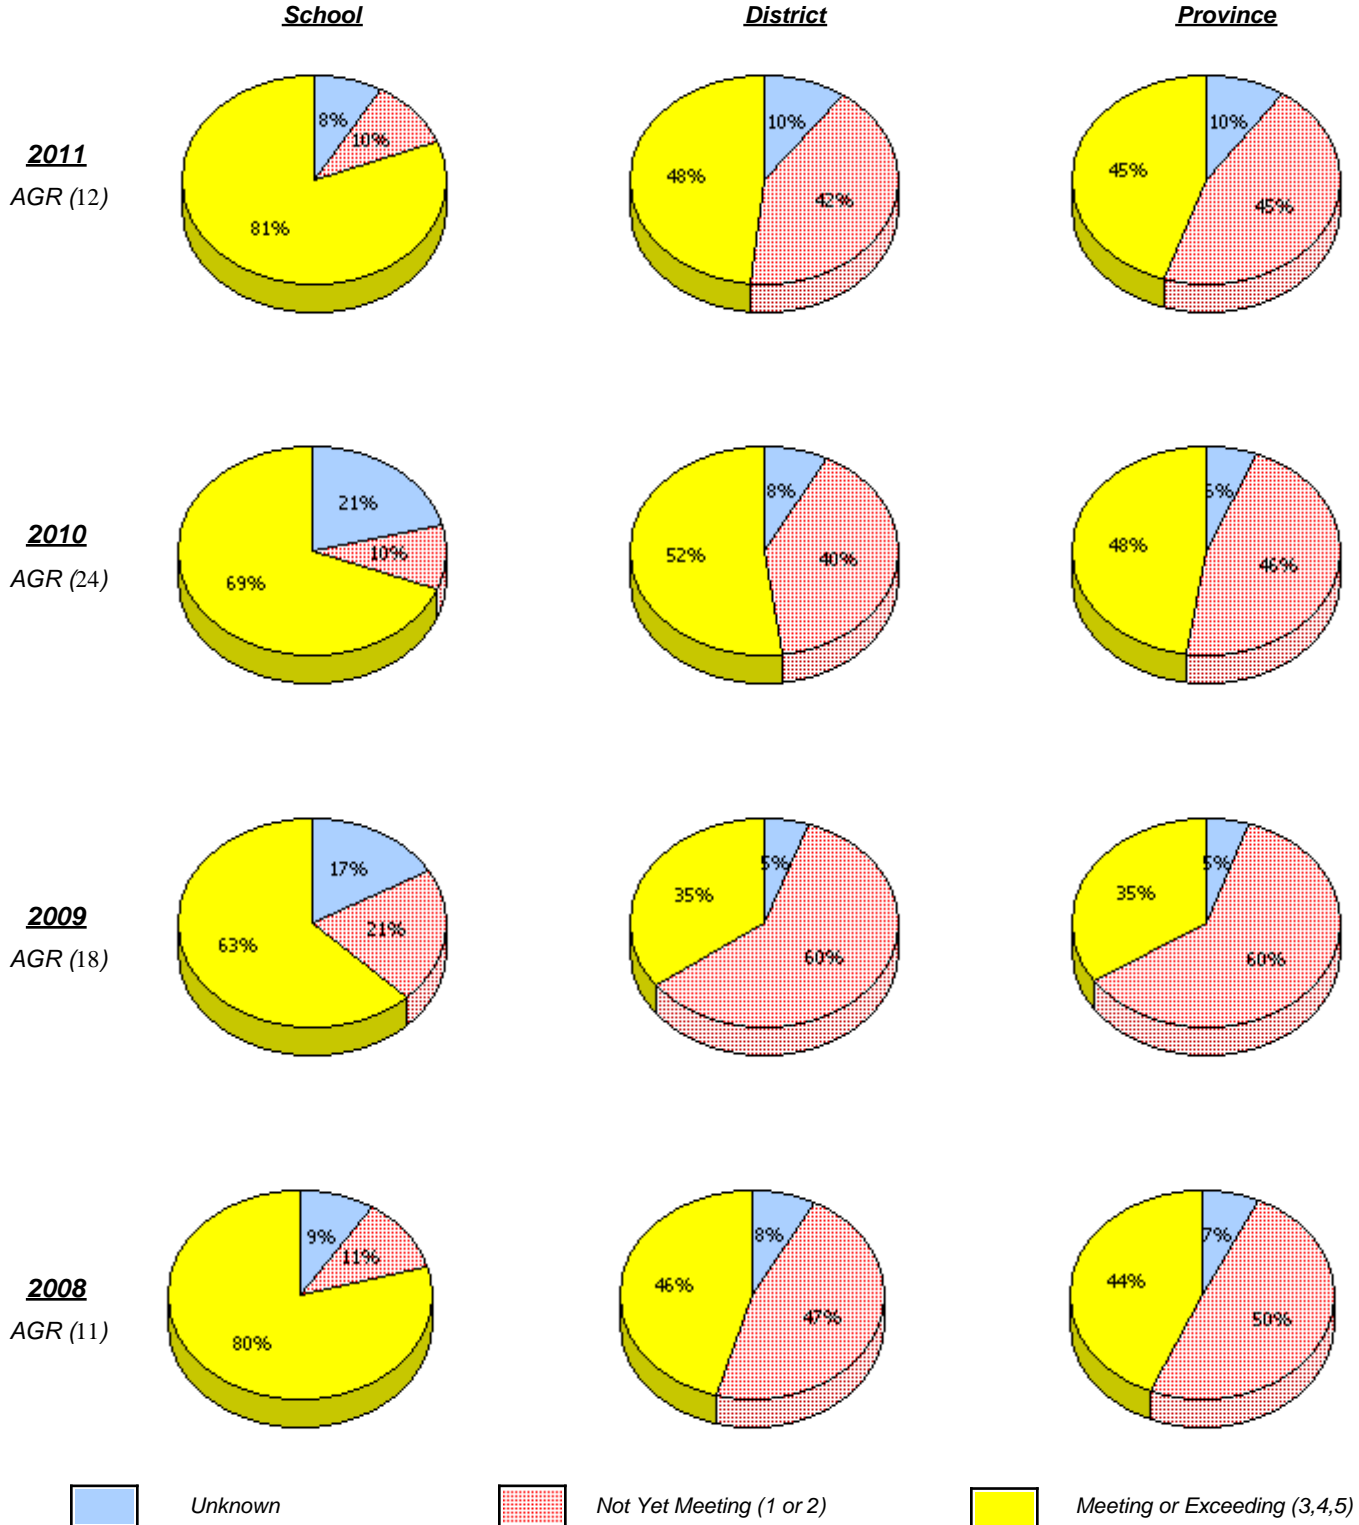 School District Province
8% 10% 81% 10% 42% 48% 10% 45% 45%
2011
AGR (12)
21% 10% 69% 8% 40% 52% 46% 48%
2010
AGR (24)
17% 21% 63% 5% 60% 35% 5% 60% 35%
2009
AGR (18)
9% 11% 80% 8% 47% 46% 7% 50% 44%
2008
AGR (11)
Unknown Not Yet Meeting (1 or 2) Meeting or Exceeding (3,4,5)